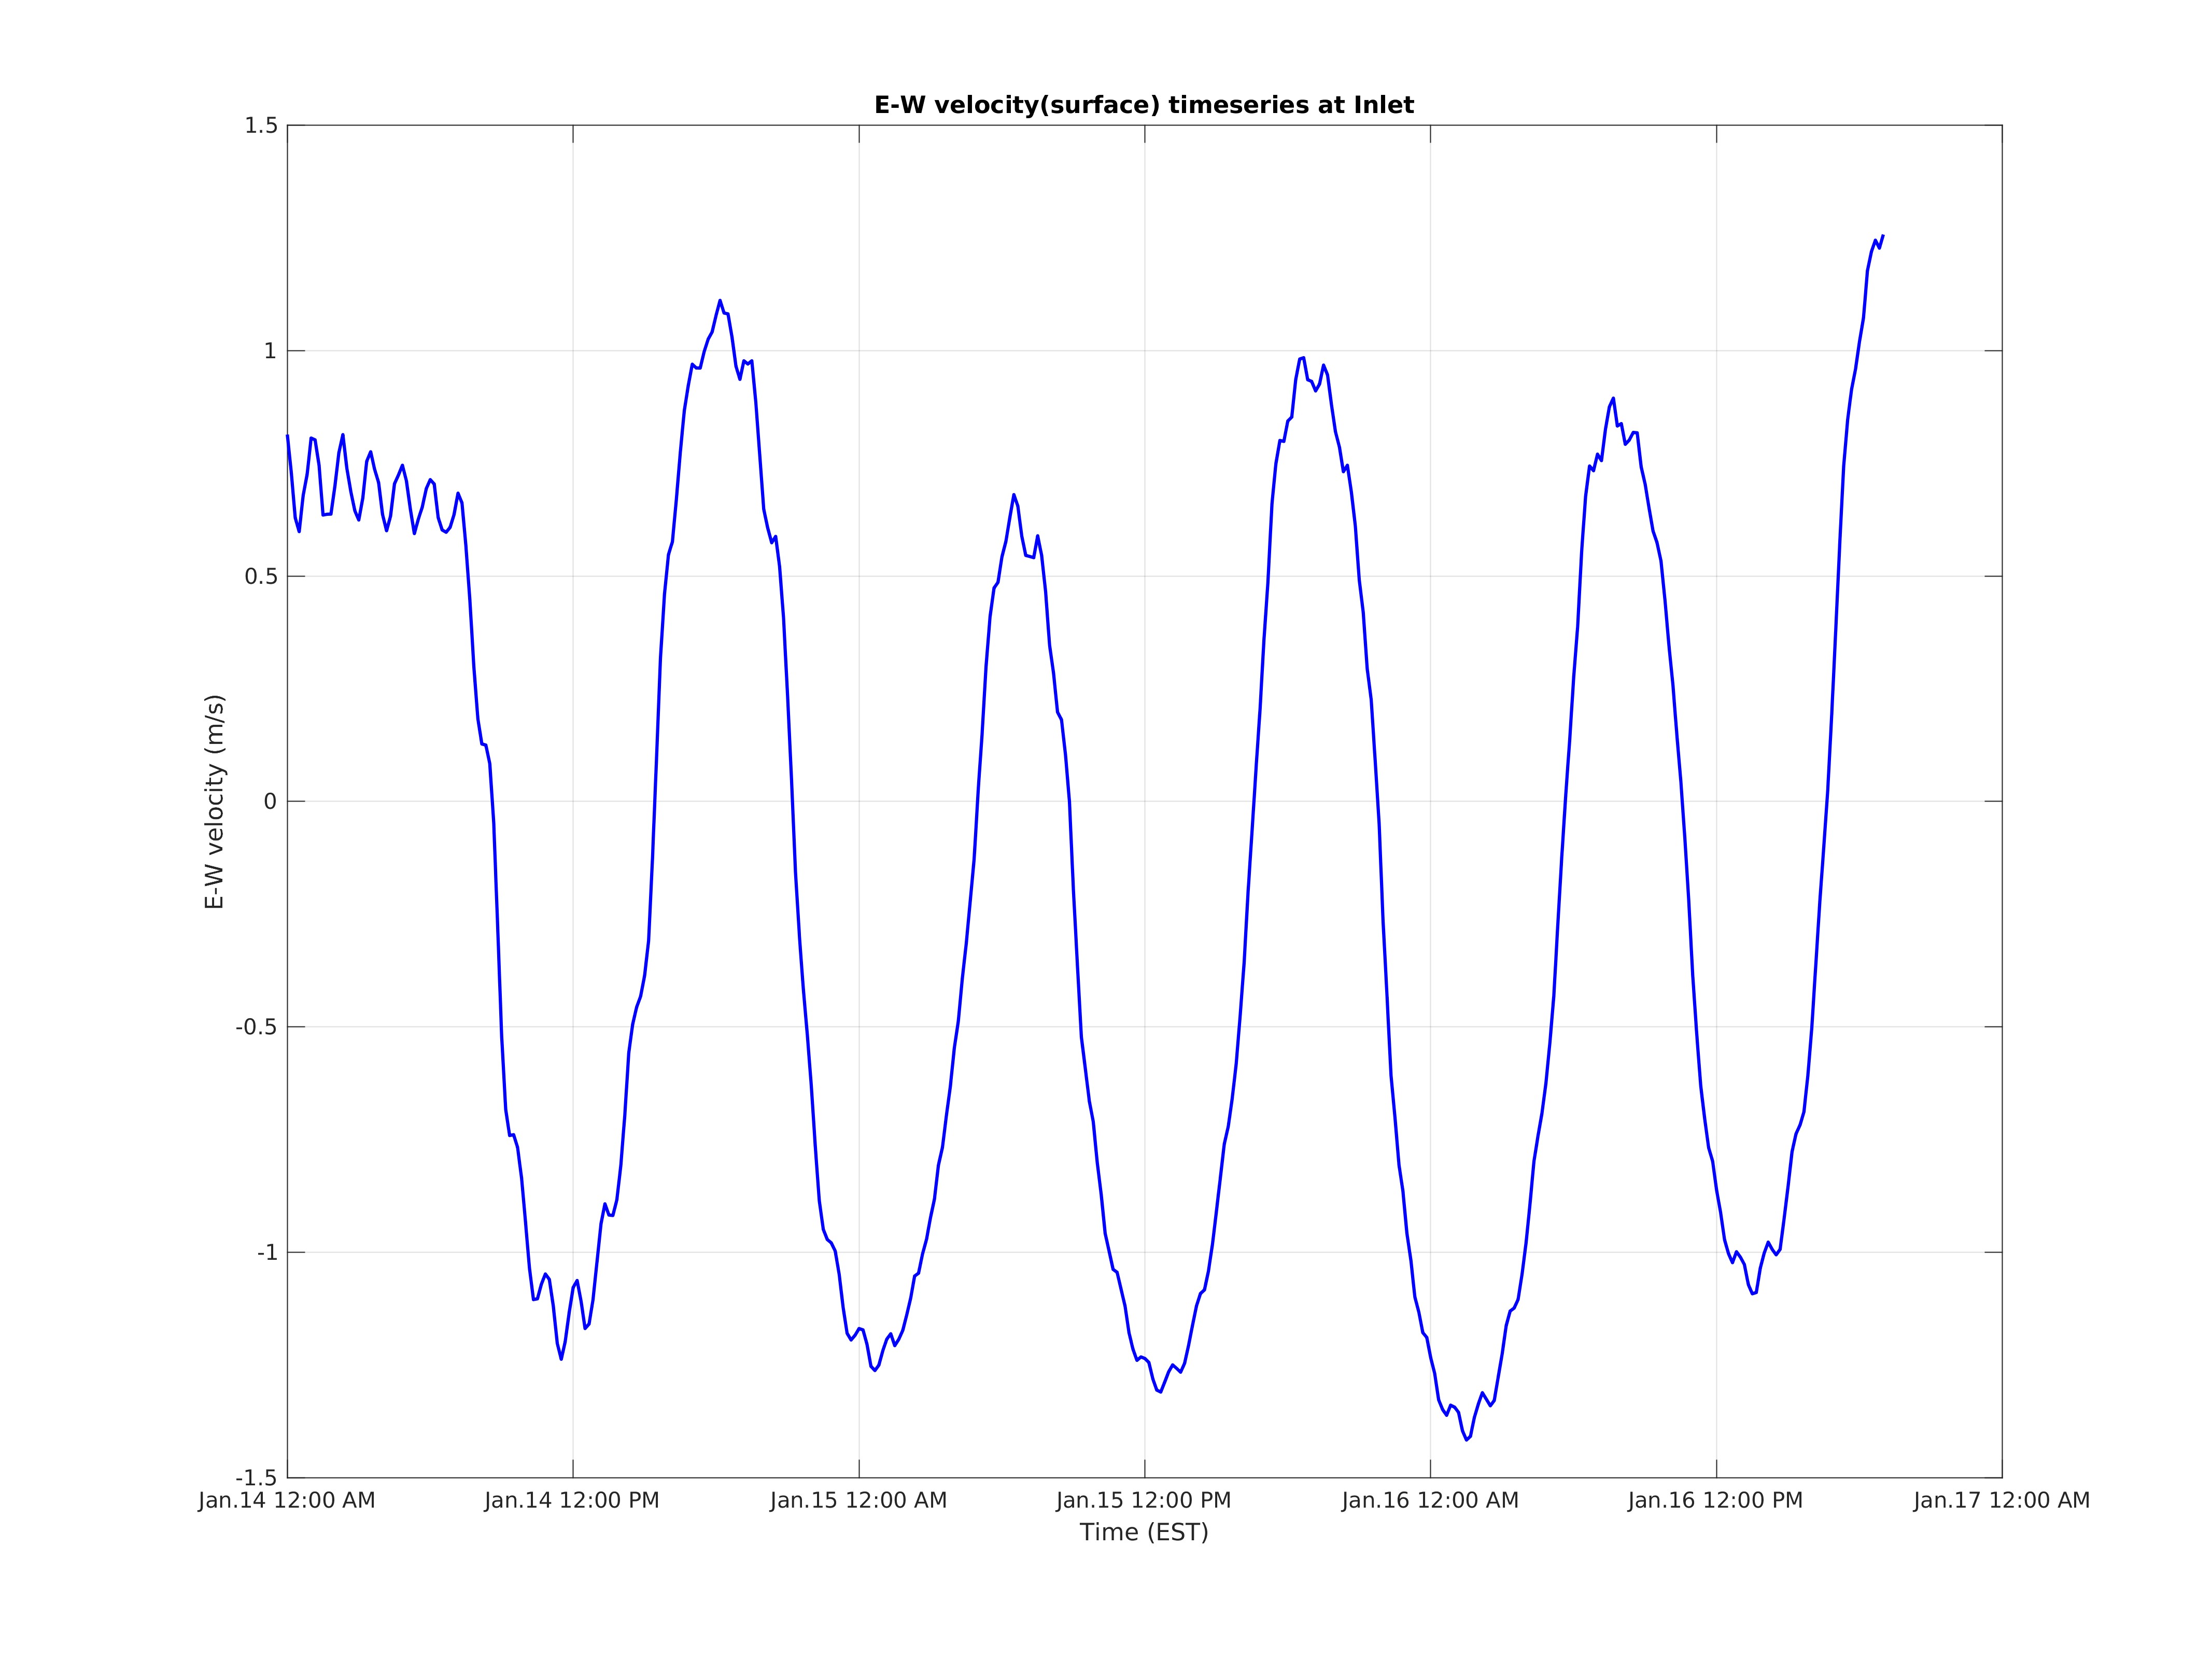 E-W velocity(surface) timeseries at Inlet
E-W velocity (m/s)
1.5
1
0.5
0
-0.5
-1
-1.5
Jan.14 12:00 AM
Jan.14 12:00 PM
Jan.15 12:00 AM
Jan.15 12:00 PM
Jan.16 12:00 AM
Jan.16 12:00 PM
Jan.17 12:00 AM
Time (EST)